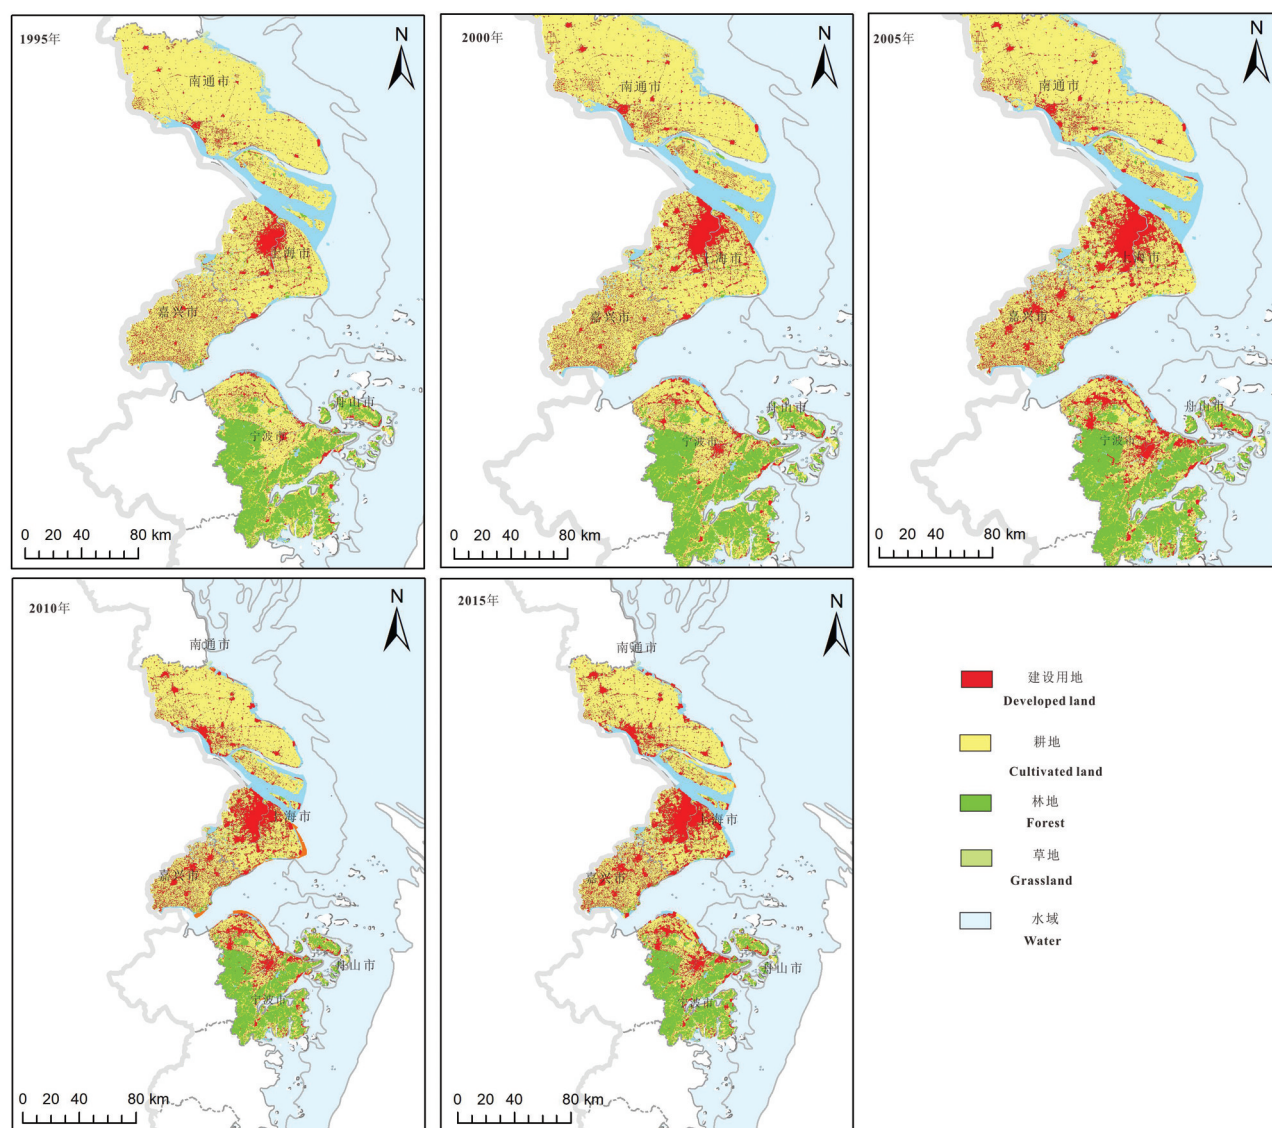 1995年
N
南通市
上海市
嘉兴市
舟山市
宁波市
0 20 40 80 km
2000年
N
南通市
上海市
嘉兴市
舟山市
宁波市
0 20 40 80 km
2005年
N
南通市
上海市
嘉兴市
舟山市
宁波市
0 20 40 80 km
2010年
N
南通市
上海市
嘉兴市
舟山市
宁波市
0 20 40 80 km
2015年
N
南通市
上海市
嘉兴市
舟山市
宁波市
0 20 40 80 km
建设用地
Developed land
耕地
Cultivated land
林地
Forest
草地
Grassland
水域
Water